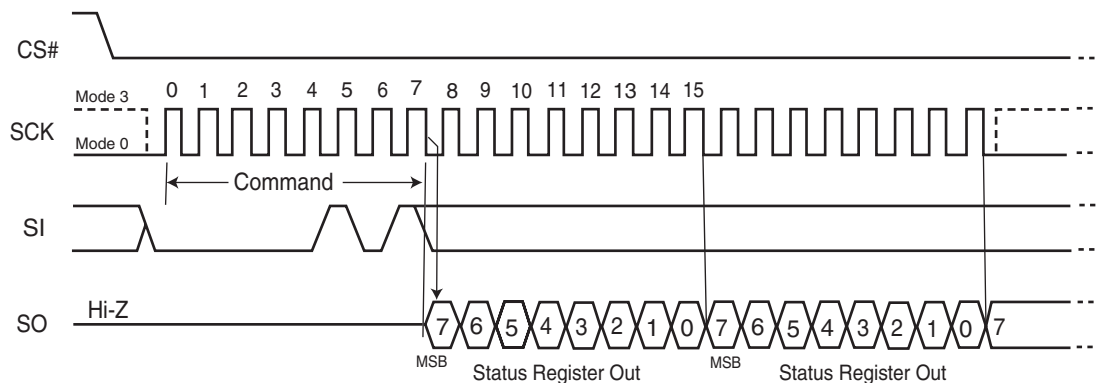 CS#
Mode 3
0 1 2 3 4 5 6 7 8 9 10 11 12 13 14 15
SCK
Mode 0
Command
SI
Hi-Z
SO
7 6 5 4 3 2 1 0 7 6 5 4 3 2 1 0 7
MSB Status Register Out MSB Status Register Out